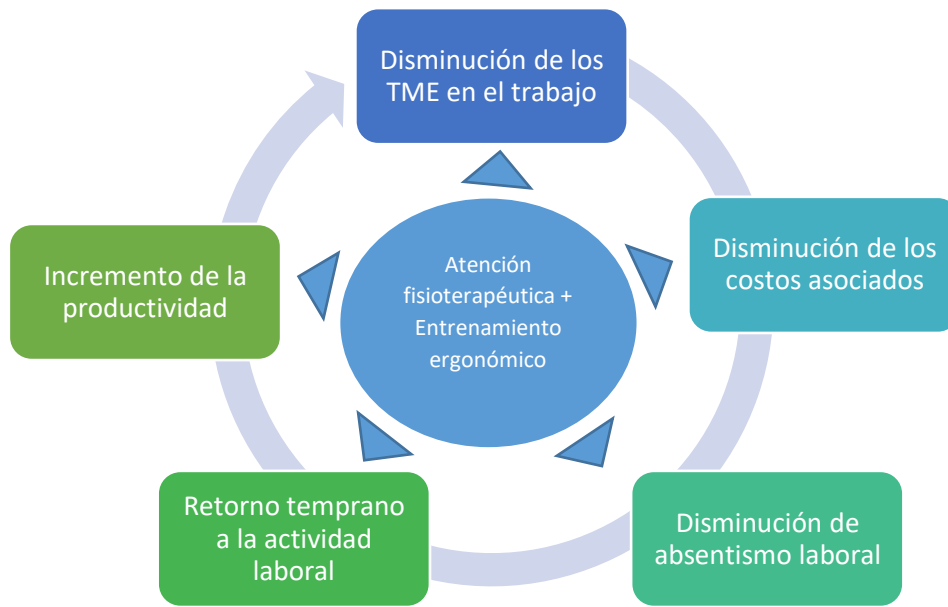 Disminución de los
TME en el trabajo
Disminución de los
costos asociados
Disminución de
absentismo laboral
Retorno temprano
a la actividad
laboral
Incremento de la
productividad
Atención
fisioterapéutica +
Entrenamiento
ergonómico